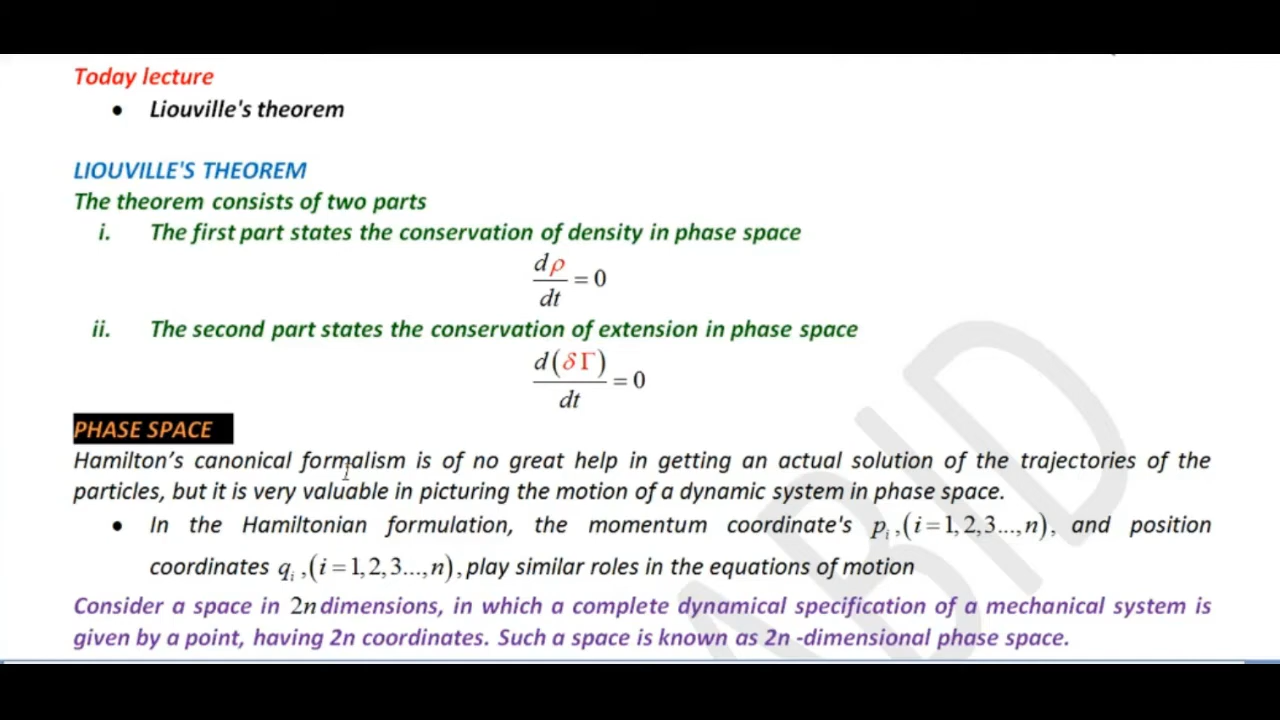 Today lecture
• Liouville's theorem
LIOUVILLE'S THEOREM
The theorem consists of two parts
i. The first part states the conservation of density in phase space
dρ/dt = 0
ii. The second part states the conservation of extension in phase space
d(δΓ)/dt = 0
PHASE SPACE
Hamilton's canonical formalism is of no great help in getting an actual solution of the trajectories of the
particles, but it is very valuable in picturing the motion of a dynamic system in phase space.
• In the Hamiltonian formulation, the momentum coordinate's pᵢ,(i=1,2,3...,n), and position
coordinates qᵢ,(i=1,2,3...,n), play similar roles in the equations of motion
Consider a space in 2n dimensions, in which a complete dynamical specification of a mechanical system is
given by a point, having 2n coordinates. Such a space is known as 2n -dimensional phase space.
ABID